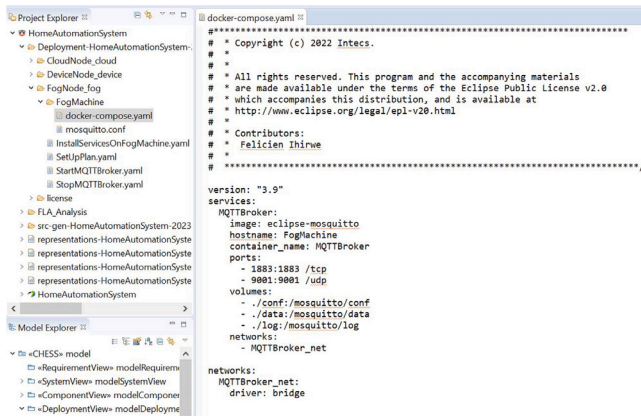 Project Explorer
HomeAutomationSystem
Deployment-HomeAutomationSystem-
CloudNode_cloud
DeviceNode_device
FogNode_fog
FogMachine
docker-compose.yaml
mosquitto.conf
InstallServicesOnFogMachine.yaml
SetUpPlan.yaml
StartMQTTBroker.yaml
StopMQTTBroker.yaml
license
FLA_Analysis
src-gen-HomeAutomationSystem-2023
representations-HomeAutomationSyste
representations-HomeAutomationSyste
representations-HomeAutomationSyste
representations-HomeAutomationSyste
HomeAutomationSystem
Model Explorer
«CHESS» model
«RequirementView» modelRequireme
«SystemView» modelSystemView
«ComponentView» modelComponer
«DeploymentView» modelDeployme
docker-compose.yaml
#*****************************************************************
# * Copyright (c) 2022 Intecs.
# *
# *
# * All rights reserved. This program and the accompanying materials
# * are made available under the terms of the Eclipse Public License v2.0
# * which accompanies this distribution, and is available at
# * http://www.eclipse.org/legal/epl-v20.html
# *
# * Contributors:
# * Felicien Ihirwe
# *
# *****************************************************************/
version: "3.9"
services:
MQTTBroker:
image: eclipse-mosquitto
hostname: FogMachine
container_name: MQTTBroker
ports:
- 1883:1883 /tcp
- 9001:9001 /udp
volumes:
- ./conf:/mosquitto/conf
- ./data:/mosquitto/data
- ./log:/mosquitto/log
networks:
- MQTTBroker_net
networks:
MQTTBroker_net:
driver: bridge